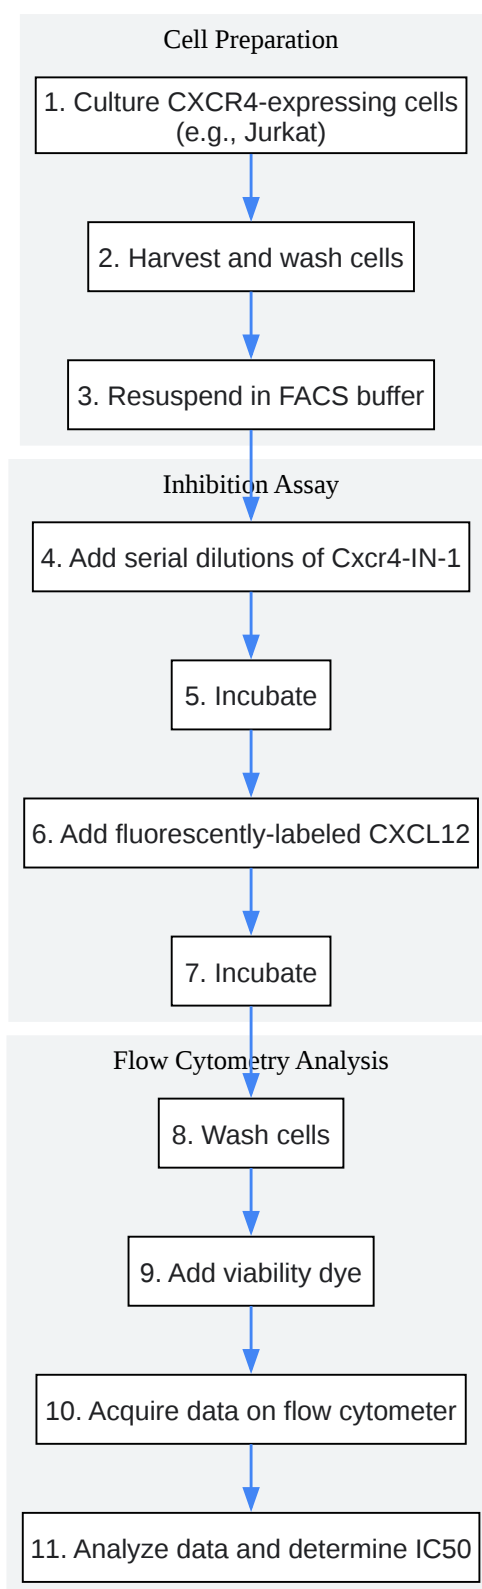 Cell Preparation
1. Culture CXCR4-expressing cells
(e.g., Jurkat)
2. Harvest and wash cells
3. Resuspend in FACS buffer
Inhibition Assay
4. Add serial dilutions of Cxcr4-IN-1
5. Incubate
6. Add fluorescently-labeled CXCL12
7. Incubate
Flow Cytometry Analysis
8. Wash cells
9. Add viability dye
10. Acquire data on flow cytometer
11. Analyze data and determine IC50